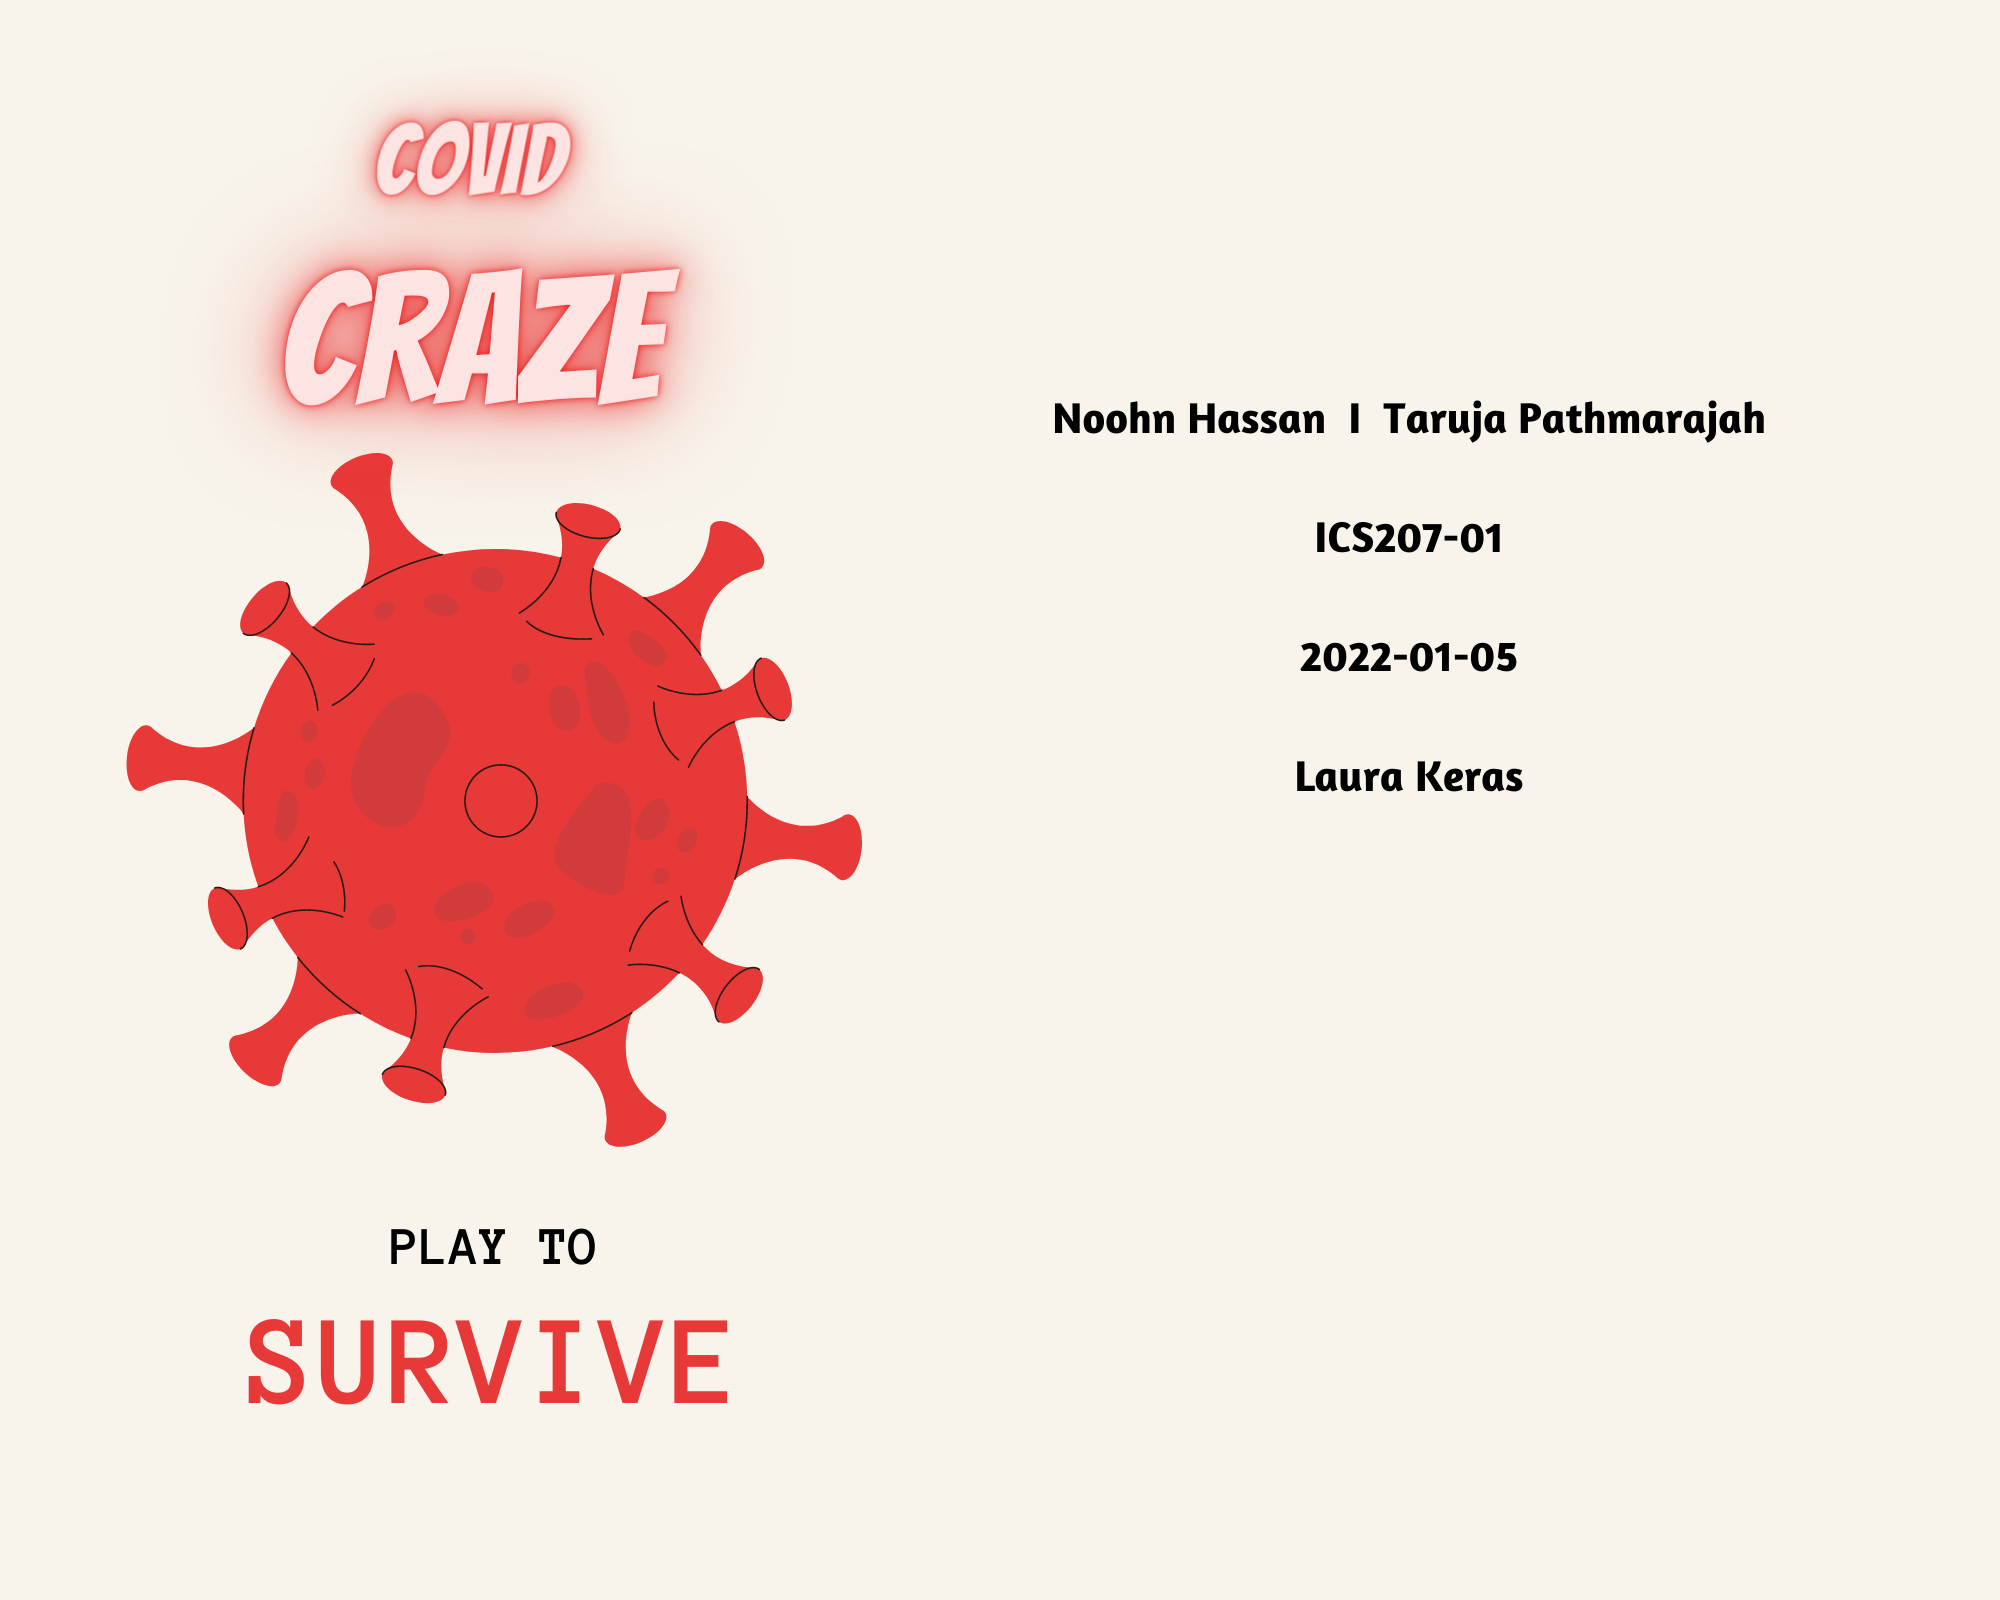 COVID
CRAZE
PLAY TO
SURVIVE
Noohn Hassan I Taruja Pathmarajah
ICS207-01
2022-01-05
Laura Keras